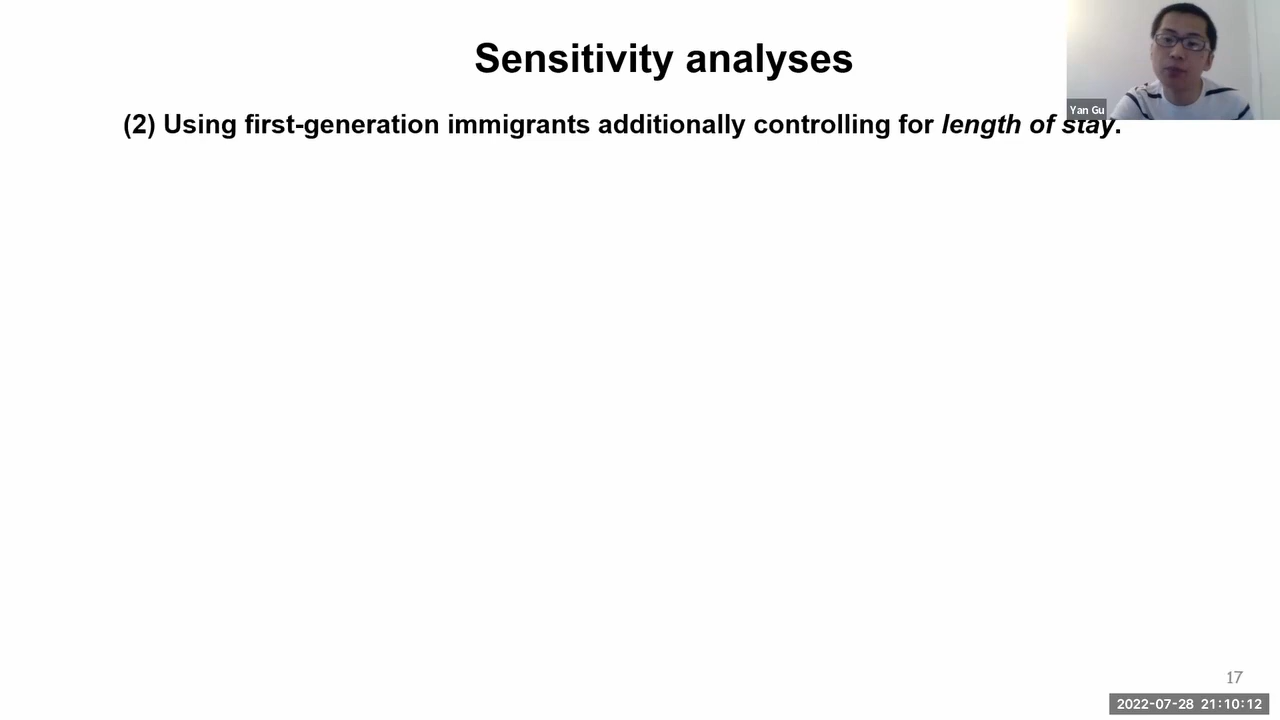 Sensitivity analyses
Yan Gu
(2) Using first-generation immigrants additionally controlling for length of stay.
17
2022-07-28 21:10:12